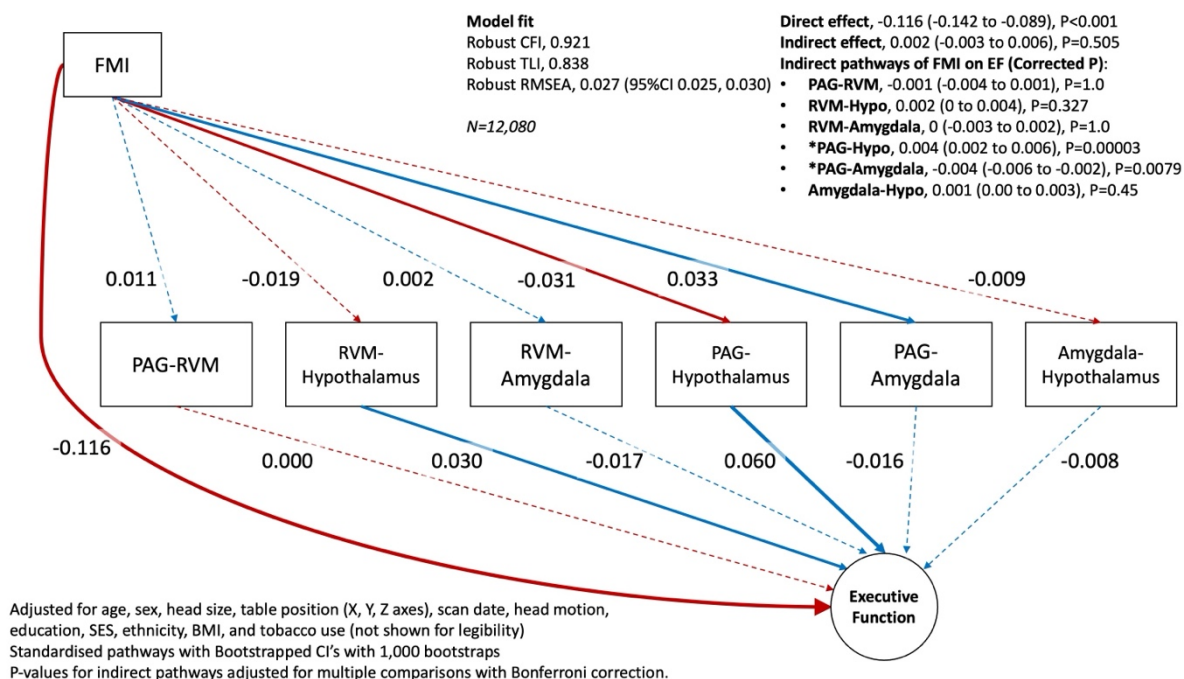 FMI
Model fit
Robust CFI, 0.921
Robust TLI, 0.838
Robust RMSEA, 0.027 (95%CI 0.025, 0.030)
N=12,080
Direct effect, -0.116 (-0.142 to -0.089), P<0.001
Indirect effect, 0.002 (-0.003 to 0.006), P=0.505
Indirect pathways of FMI on EF (Corrected P):
• PAG-RVM, -0.001 (-0.004 to 0.001), P=1.0
• RVM-Hypo, 0.002 (0 to 0.004), P=0.327
• RVM-Amygdala, 0 (-0.003 to 0.002), P=1.0
• *PAG-Hypo, 0.004 (0.002 to 0.006), P=0.00003
• *PAG-Amygdala, -0.004 (-0.006 to -0.002), P=0.0079
• Amygdala-Hypo, 0.001 (0.00 to 0.003), P=0.45
0.011 -0.019 0.002 -0.031 0.033 -0.009
PAG-RVM
RVM-
Hypothalamus
RVM-
Amygdala
PAG-
Hypothalamus
PAG-
Amygdala
Amygdala-
Hypothalamus
-0.116 0.000 0.030 -0.017 0.060 -0.016 -0.008
Executive
Function
Adjusted for age, sex, head size, table position (X, Y, Z axes), scan date, head motion,
education, SES, ethnicity, BMI, and tobacco use (not shown for legibility)
Standardised pathways with Bootstrapped CI's with 1,000 bootstraps
P-values for indirect pathways adjusted for multiple comparisons with Bonferroni correction.